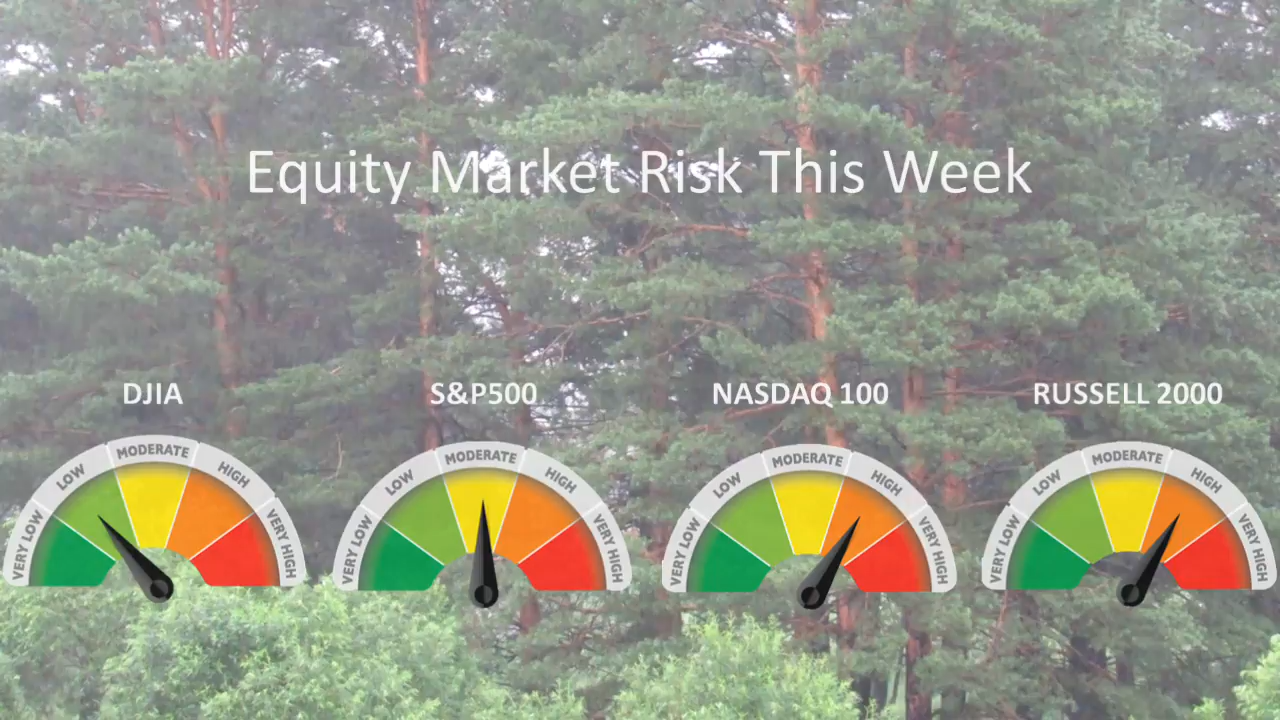 Equity Market Risk This Week
DJIA
S&P500
NASDAQ 100
RUSSELL 2000
VERY LOW
LOW
MODERATE
HIGH
VERY HIGH
VERY LOW
LOW
MODERATE
HIGH
VERY HIGH
VERY LOW
LOW
MODERATE
HIGH
VERY HIGH
VERY LOW
LOW
MODERATE
HIGH
VERY HIGH